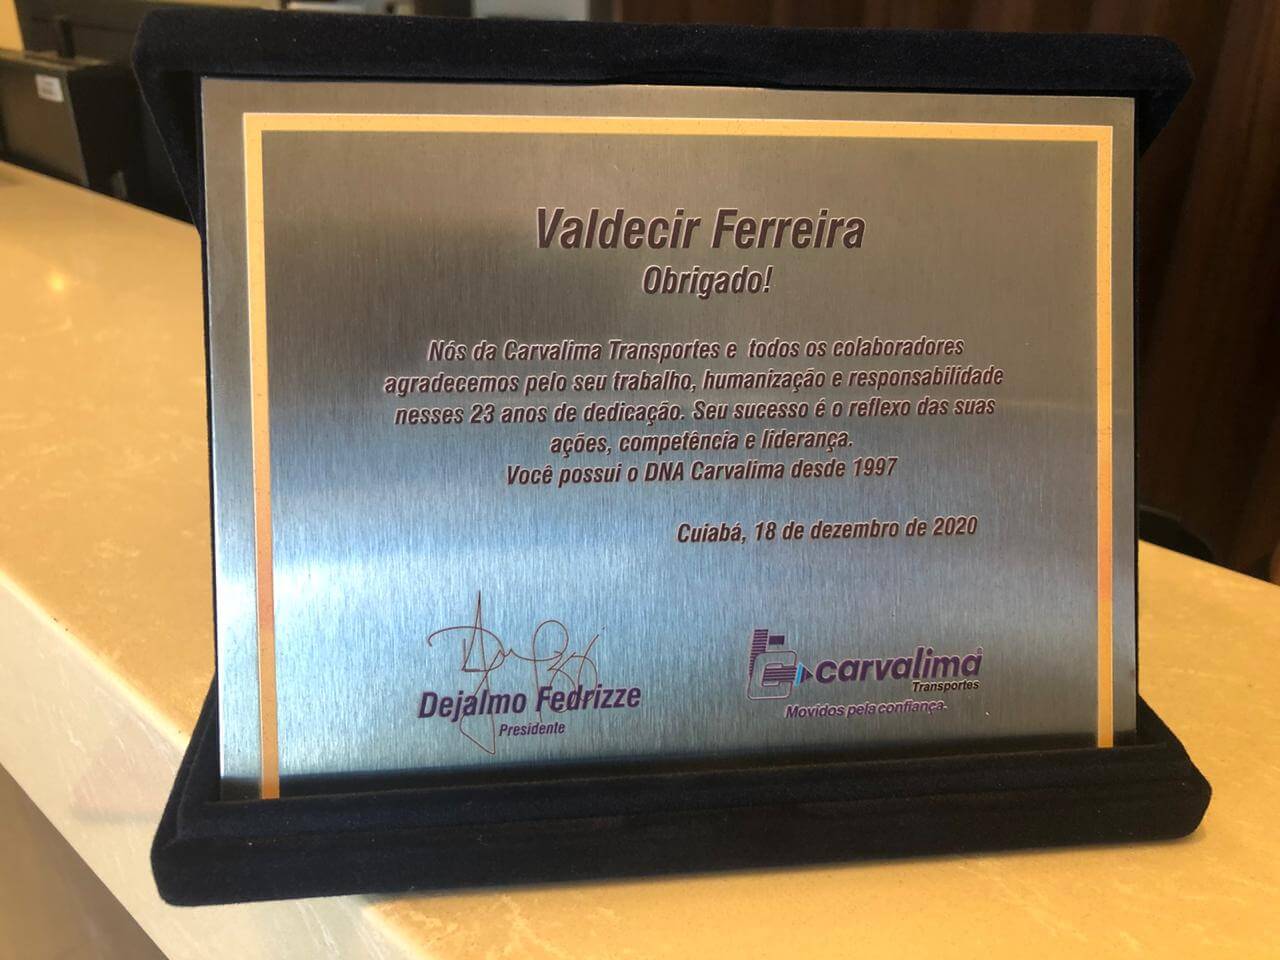 Valdecir Ferreira
Obrigado!
Nós da Carvalima Transportes e todos os colaboradores
agradecemos pelo seu trabalho, humanização e responsabilidade
nesses 23 anos de dedicação. Seu sucesso é o reflexo das suas
ações, competência e liderança.
Você possui o DNA Carvalima desde 1997
Cuiabá, 18 de dezembro de 2020
Dejalmo Fedrizze
Presidente
carvalima
Transportes
Movidos pela confiança.